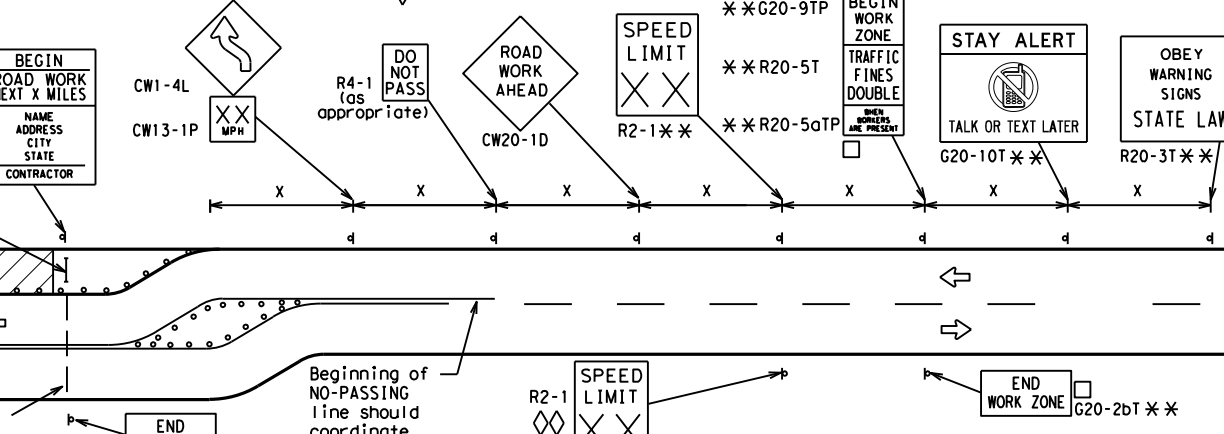 BEGIN
ROAD WORK
NEXT X MILES
NAME
ADDRESS
CITY
STATE
CONTRACTOR
CW1-4L
CW13-1P
XX
MPH
R4-1
(as
appropriate)
DO
NOT
PASS
ROAD
WORK
AHEAD
CW20-1D
SPEED
LIMIT
XX
R2-1**
**G20-9TP
**R20-5T
**R20-5aTP
BEGIN
WORK
ZONE
TRAFFIC
FINES
DOUBLE
WHEN
WORKERS
ARE PRESENT
STAY ALERT
TALK OR TEXT LATER
G20-10T **
OBEY
WARNING
SIGNS
STATE LAW
R20-3T **
X
X
X
X
X
X
X
Beginning of
NO-PASSING
line should
coordinate
R2-1
SPEED
LIMIT
XX
END
WORK ZONE
G20-2bT **
END